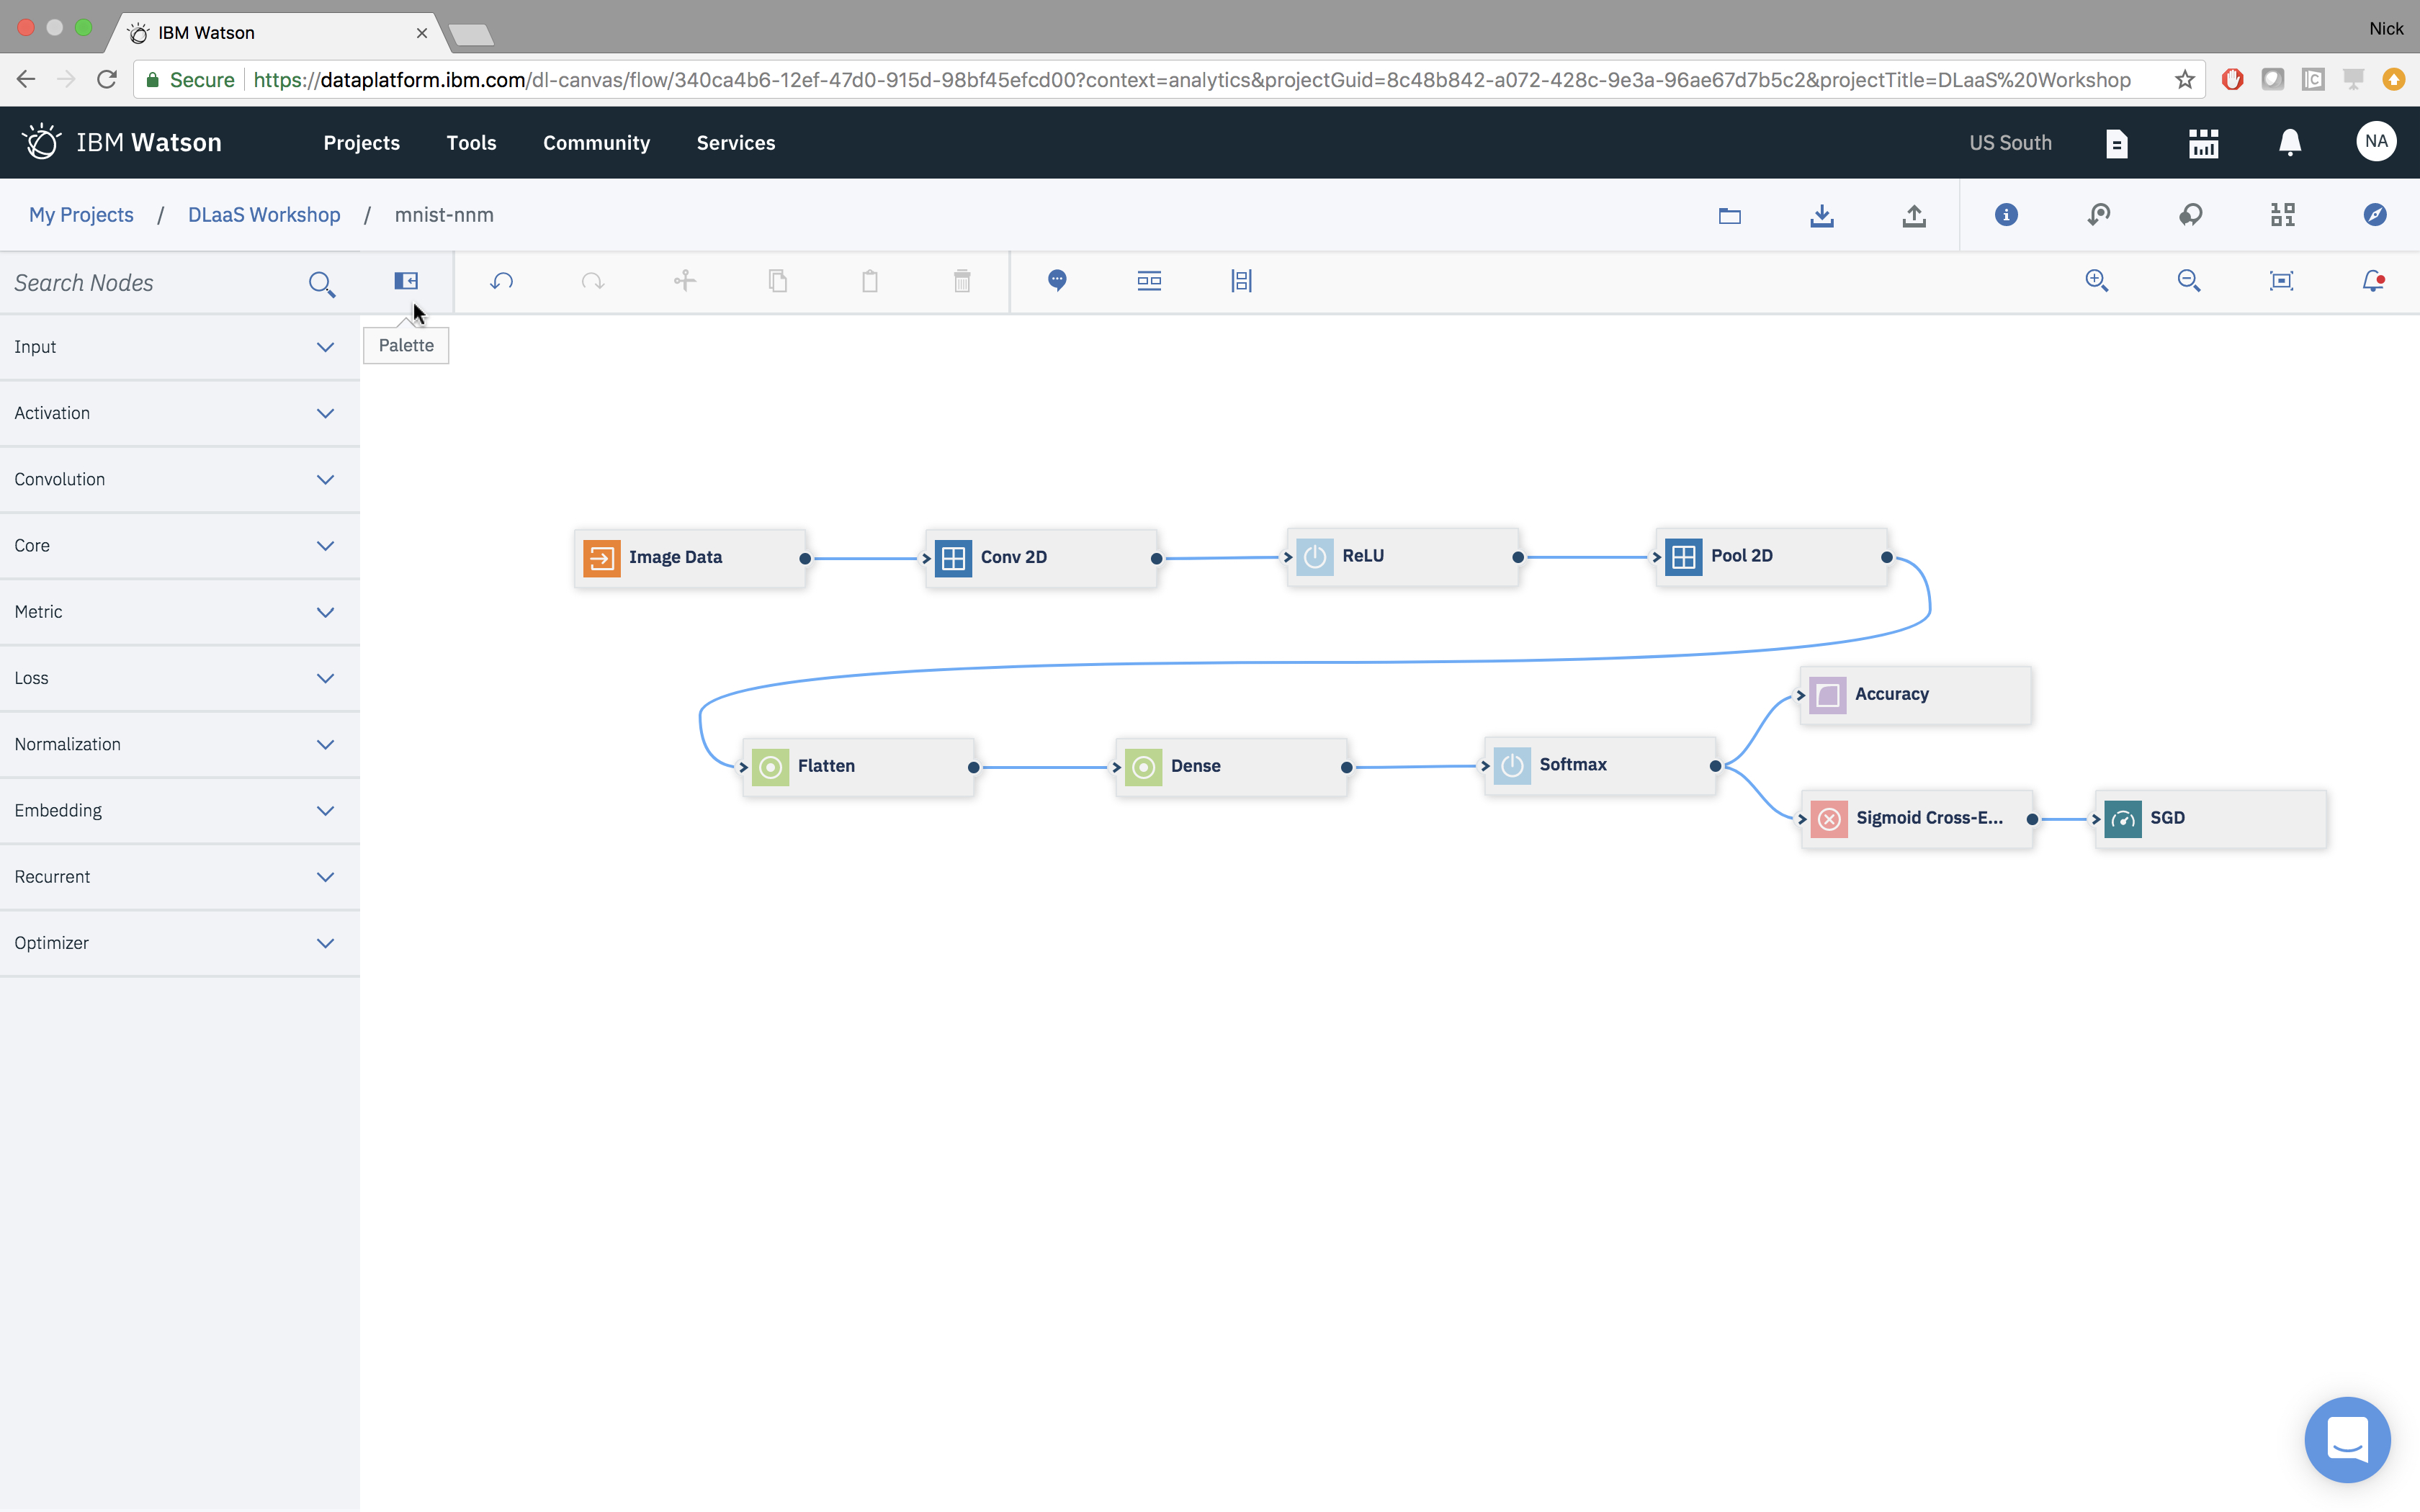 IBM Watson
Nick
Secure https://dataplatform.ibm.com/dl-canvas/flow/340ca4b6-12ef-47d0-915d-98bf45efcd00?context=analytics&projectGuid=8c48b842-a072-428c-9e3a-96ae67d7b5c2&projectTitle=DLaaS%20Workshop
IBM Watson Projects Tools Community Services US South NA
My Projects / DLaaS Workshop / mnist-nnm
Search Nodes
Palette
Input
Activation
Convolution
Core
Metric
Loss
Normalization
Embedding
Recurrent
Optimizer
Image Data
Conv 2D
ReLU
Pool 2D
Flatten
Dense
Softmax
Accuracy
Sigmoid Cross-E...
SGD